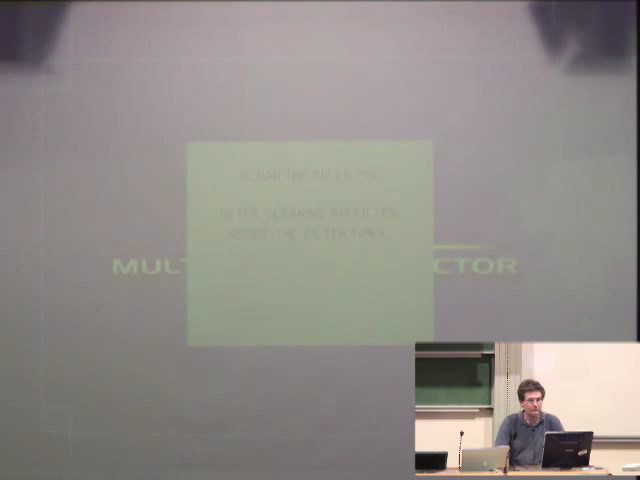 CLEAN THE AIR FILTER.
AFTER CLEANING AIR FILTER,
RESET THE FILTER TIMER.
MULT CTOR